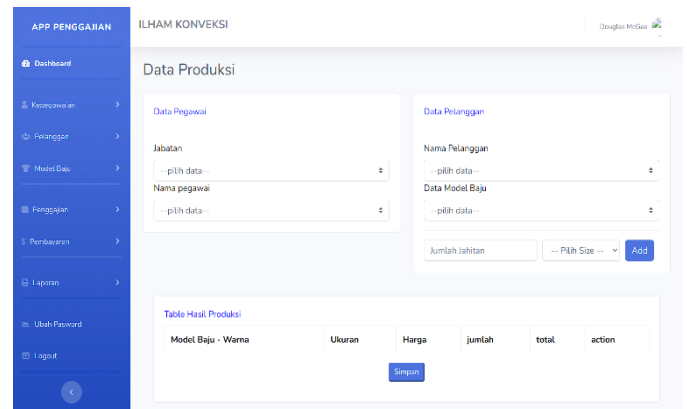 APP PENGGAJIAN
Dashboard
Kepegawaian
Pelanggan
Model Baju
Penggajian
Pembayaran
Laporan
Ubah Password
Logout
ILHAM KONVEKSI
Douglas McGee
Data Produksi
Data Pegawai
Jabatan
--pilih data--
Nama pegawai
--pilih data--
Data Pelanggan
Nama Pelanggan
--pilih data--
Data Model Baju
--pilih data--
Jumlah Jahitan -- Pilih Size -- Add
Table Hasil Produksi
Model Baju - Warna Ukuran Harga jumlah total action
Simpan